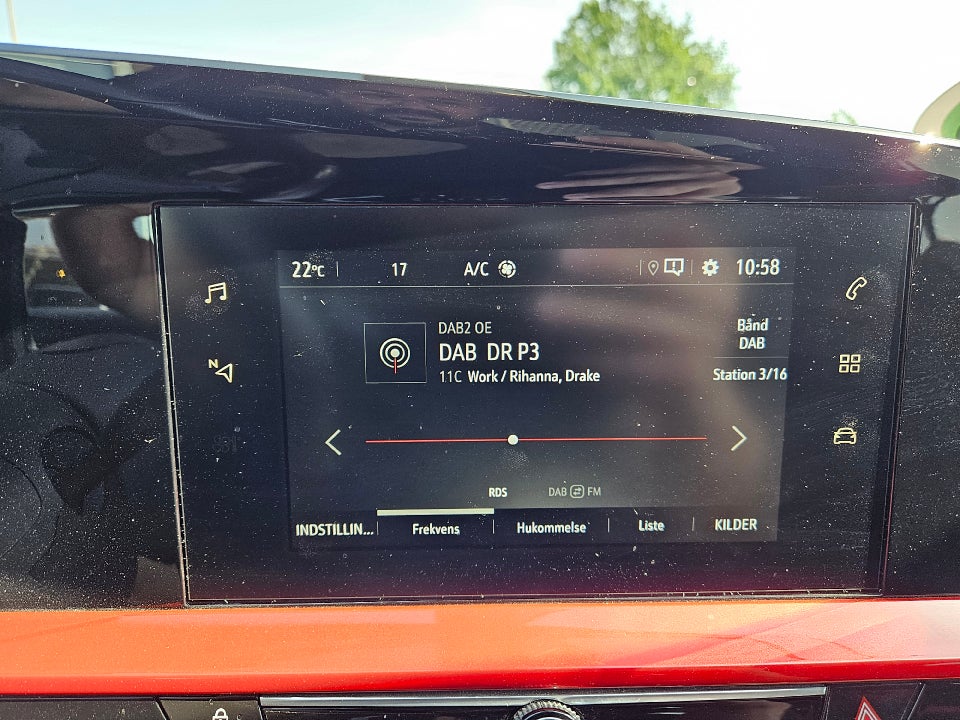 22°C 17 A/C 10:58
DAB2 OE
DAB DR P3
11C Work / Rihanna, Drake
Bånd
DAB
Station 3/16
N
RDS DAB FM
INDSTILLIN... Frekvens Hukommelse Liste KILDER